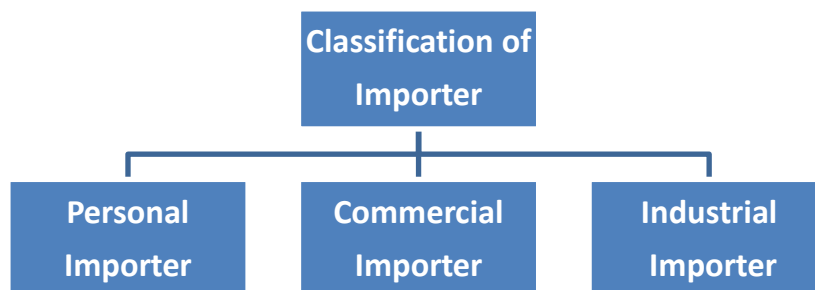 Classification of
Importer
Personal
Importer
Commercial
Importer
Industrial
Importer